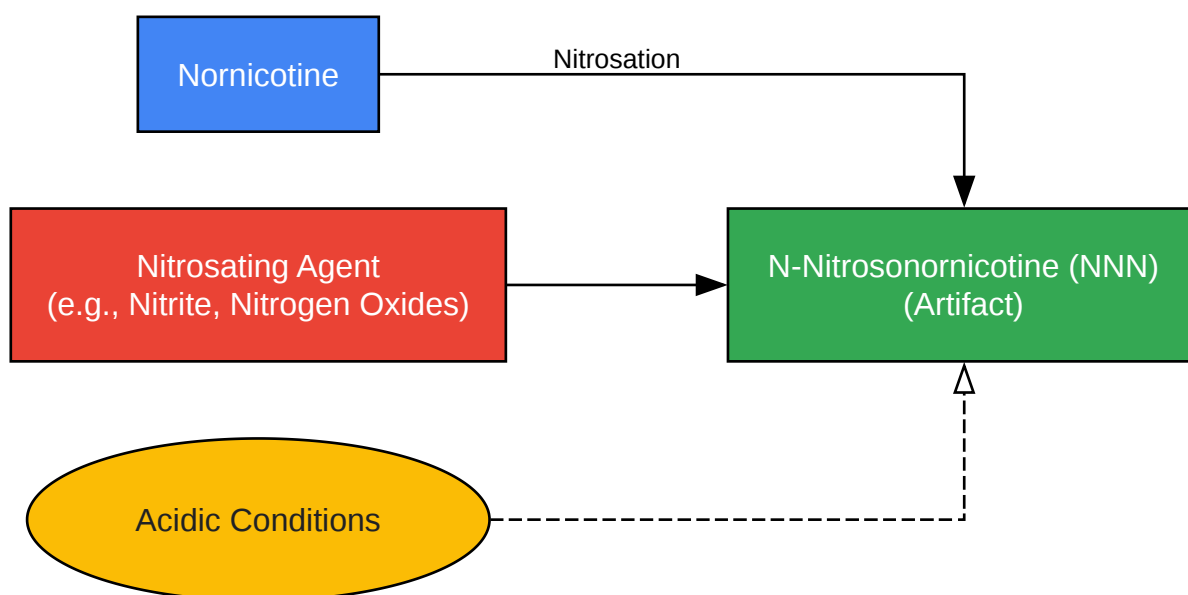 Nornicotine
Nitrosation
Nitrosating Agent
(e.g., Nitrite, Nitrogen Oxides)
N-Nitrosonornicotine (NNN)
(Artifact)
Acidic Conditions